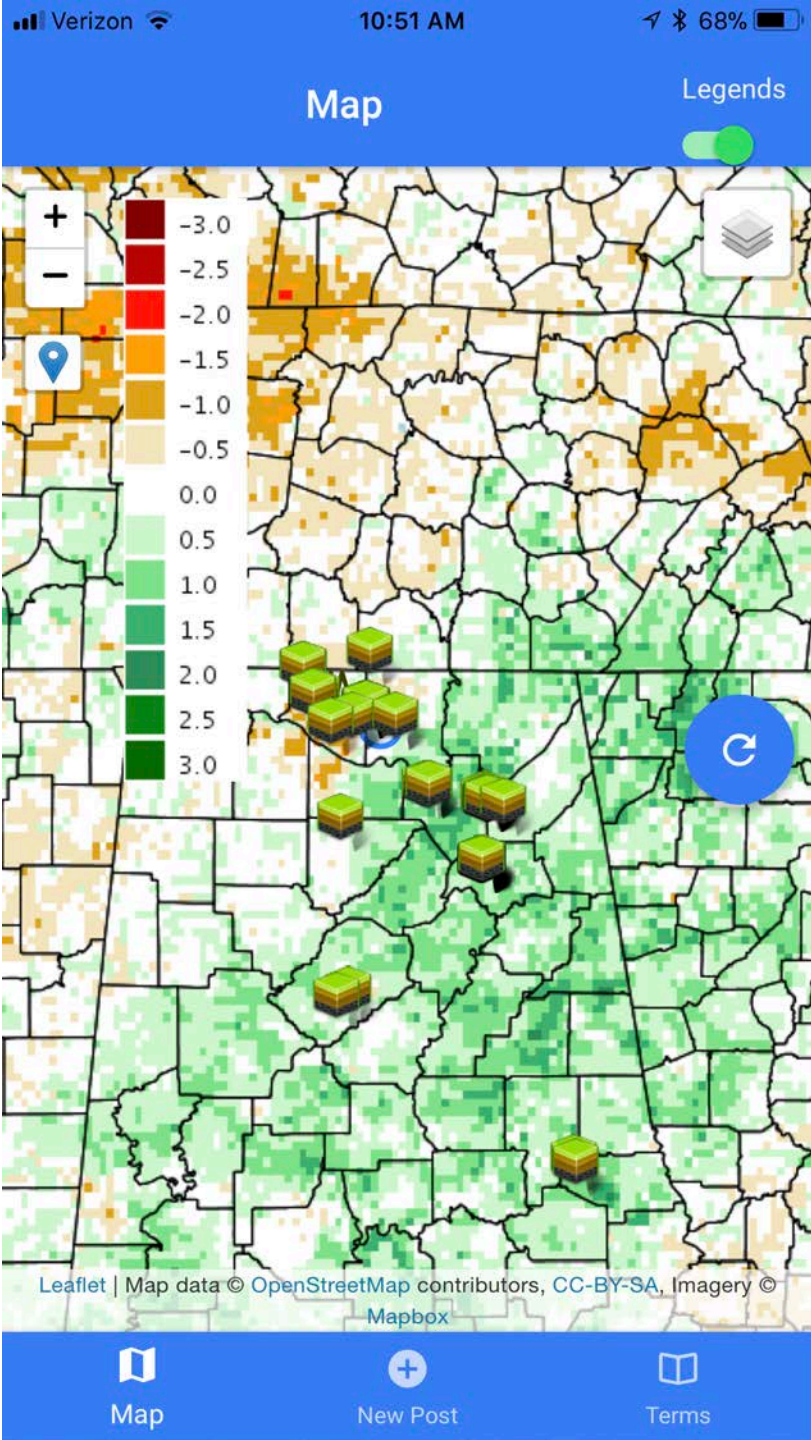 Verizon 10:51 AM 68%
Map
Legends
+
−
−3.0
−2.5
−2.0
−1.5
−1.0
−0.5
0.0
0.5
1.0
1.5
2.0
2.5
3.0
Leaflet | Map data © OpenStreetMap contributors, CC-BY-SA, Imagery ©
Mapbox
Map New Post Terms